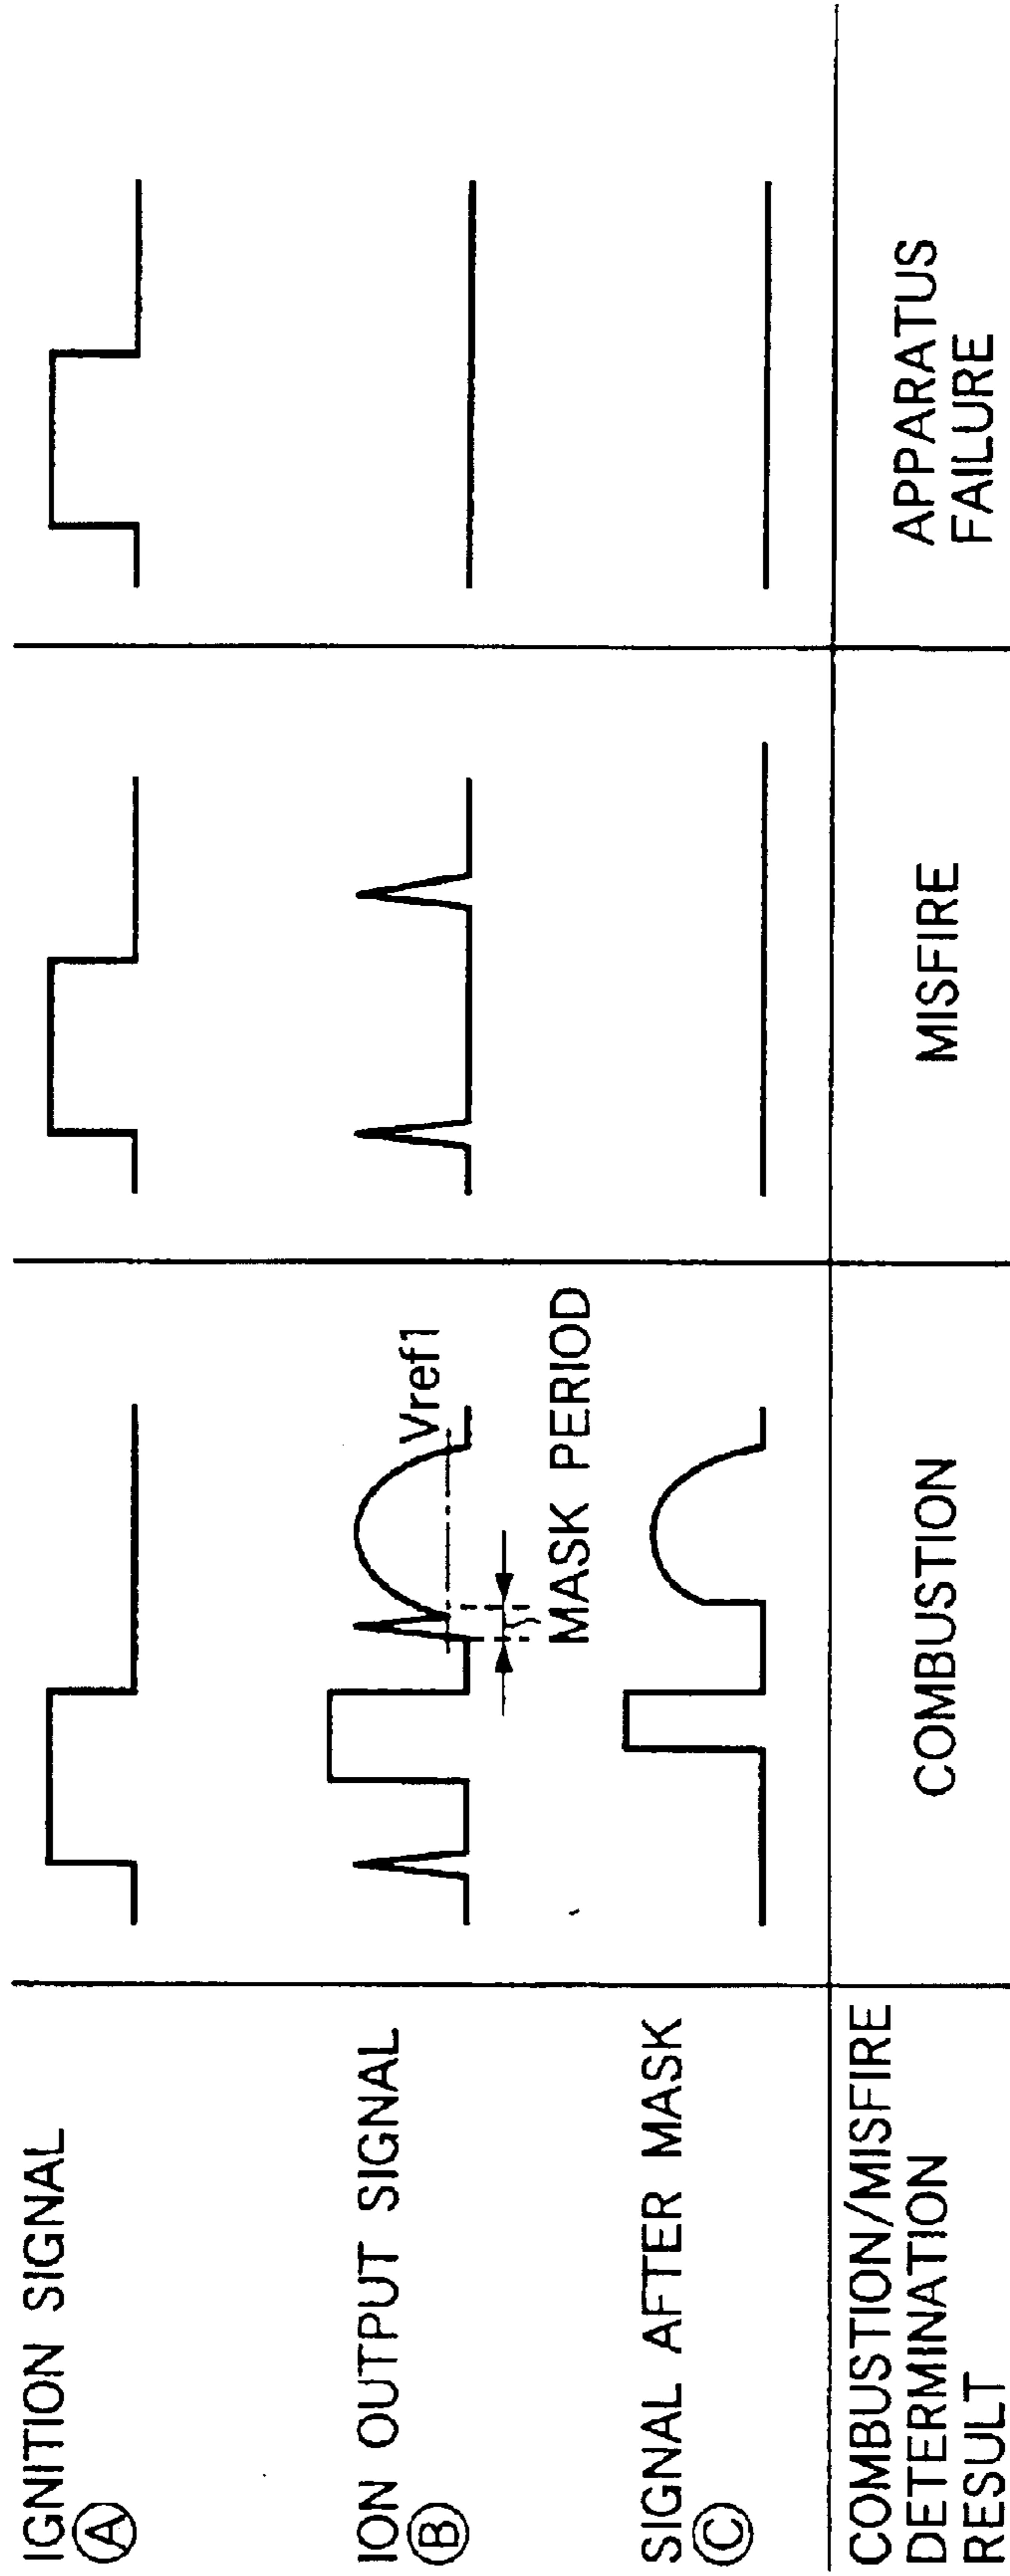 IGNITION SIGNAL
A
ION OUTPUT SIGNAL
B
Vref1
MASK PERIOD
SIGNAL AFTER MASK
C
COMBUSTION/MISFIRE
DETERMINATION
RESULT
COMBUSTION
MISFIRE
APPARATUS
FAILURE